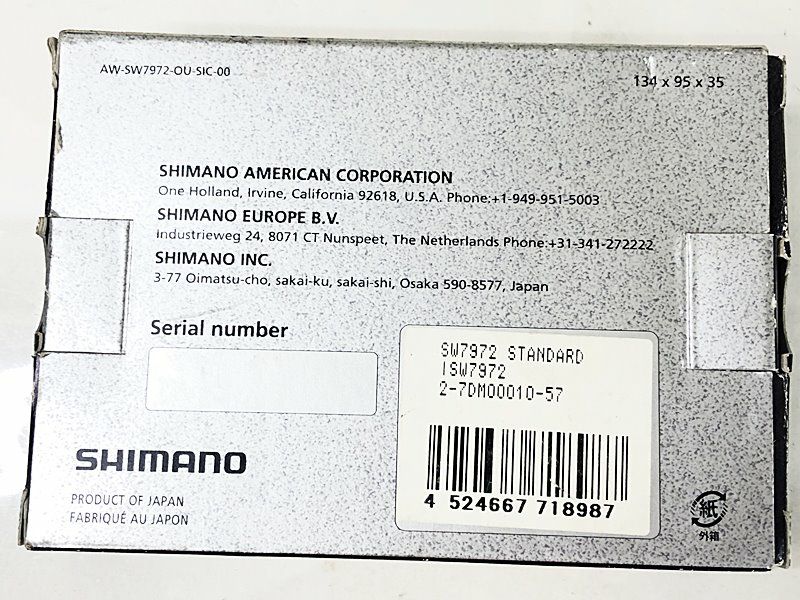 AW-SW7972-OU-SIC-00
134 x 95 x 35
SHIMANO AMERICAN CORPORATION
One Holland, Irvine, California 92618, U.S.A. Phone:+1-949-951-5003
SHIMANO EUROPE B.V.
Industrieweg 24, 8071 CT Nunspeet, The Netherlands Phone:+31-341-272222
SHIMANO INC.
3-77 Oimatsu-cho, sakai-ku, sakai-shi, Osaka 590-8577, Japan
Serial number
SW7972 STANDARD
ISW7972
2-7DM00010-57
4 524667 718987
SHIMANO
PRODUCT OF JAPAN
FABRIQUÉ AU JAPON
紙
外箱